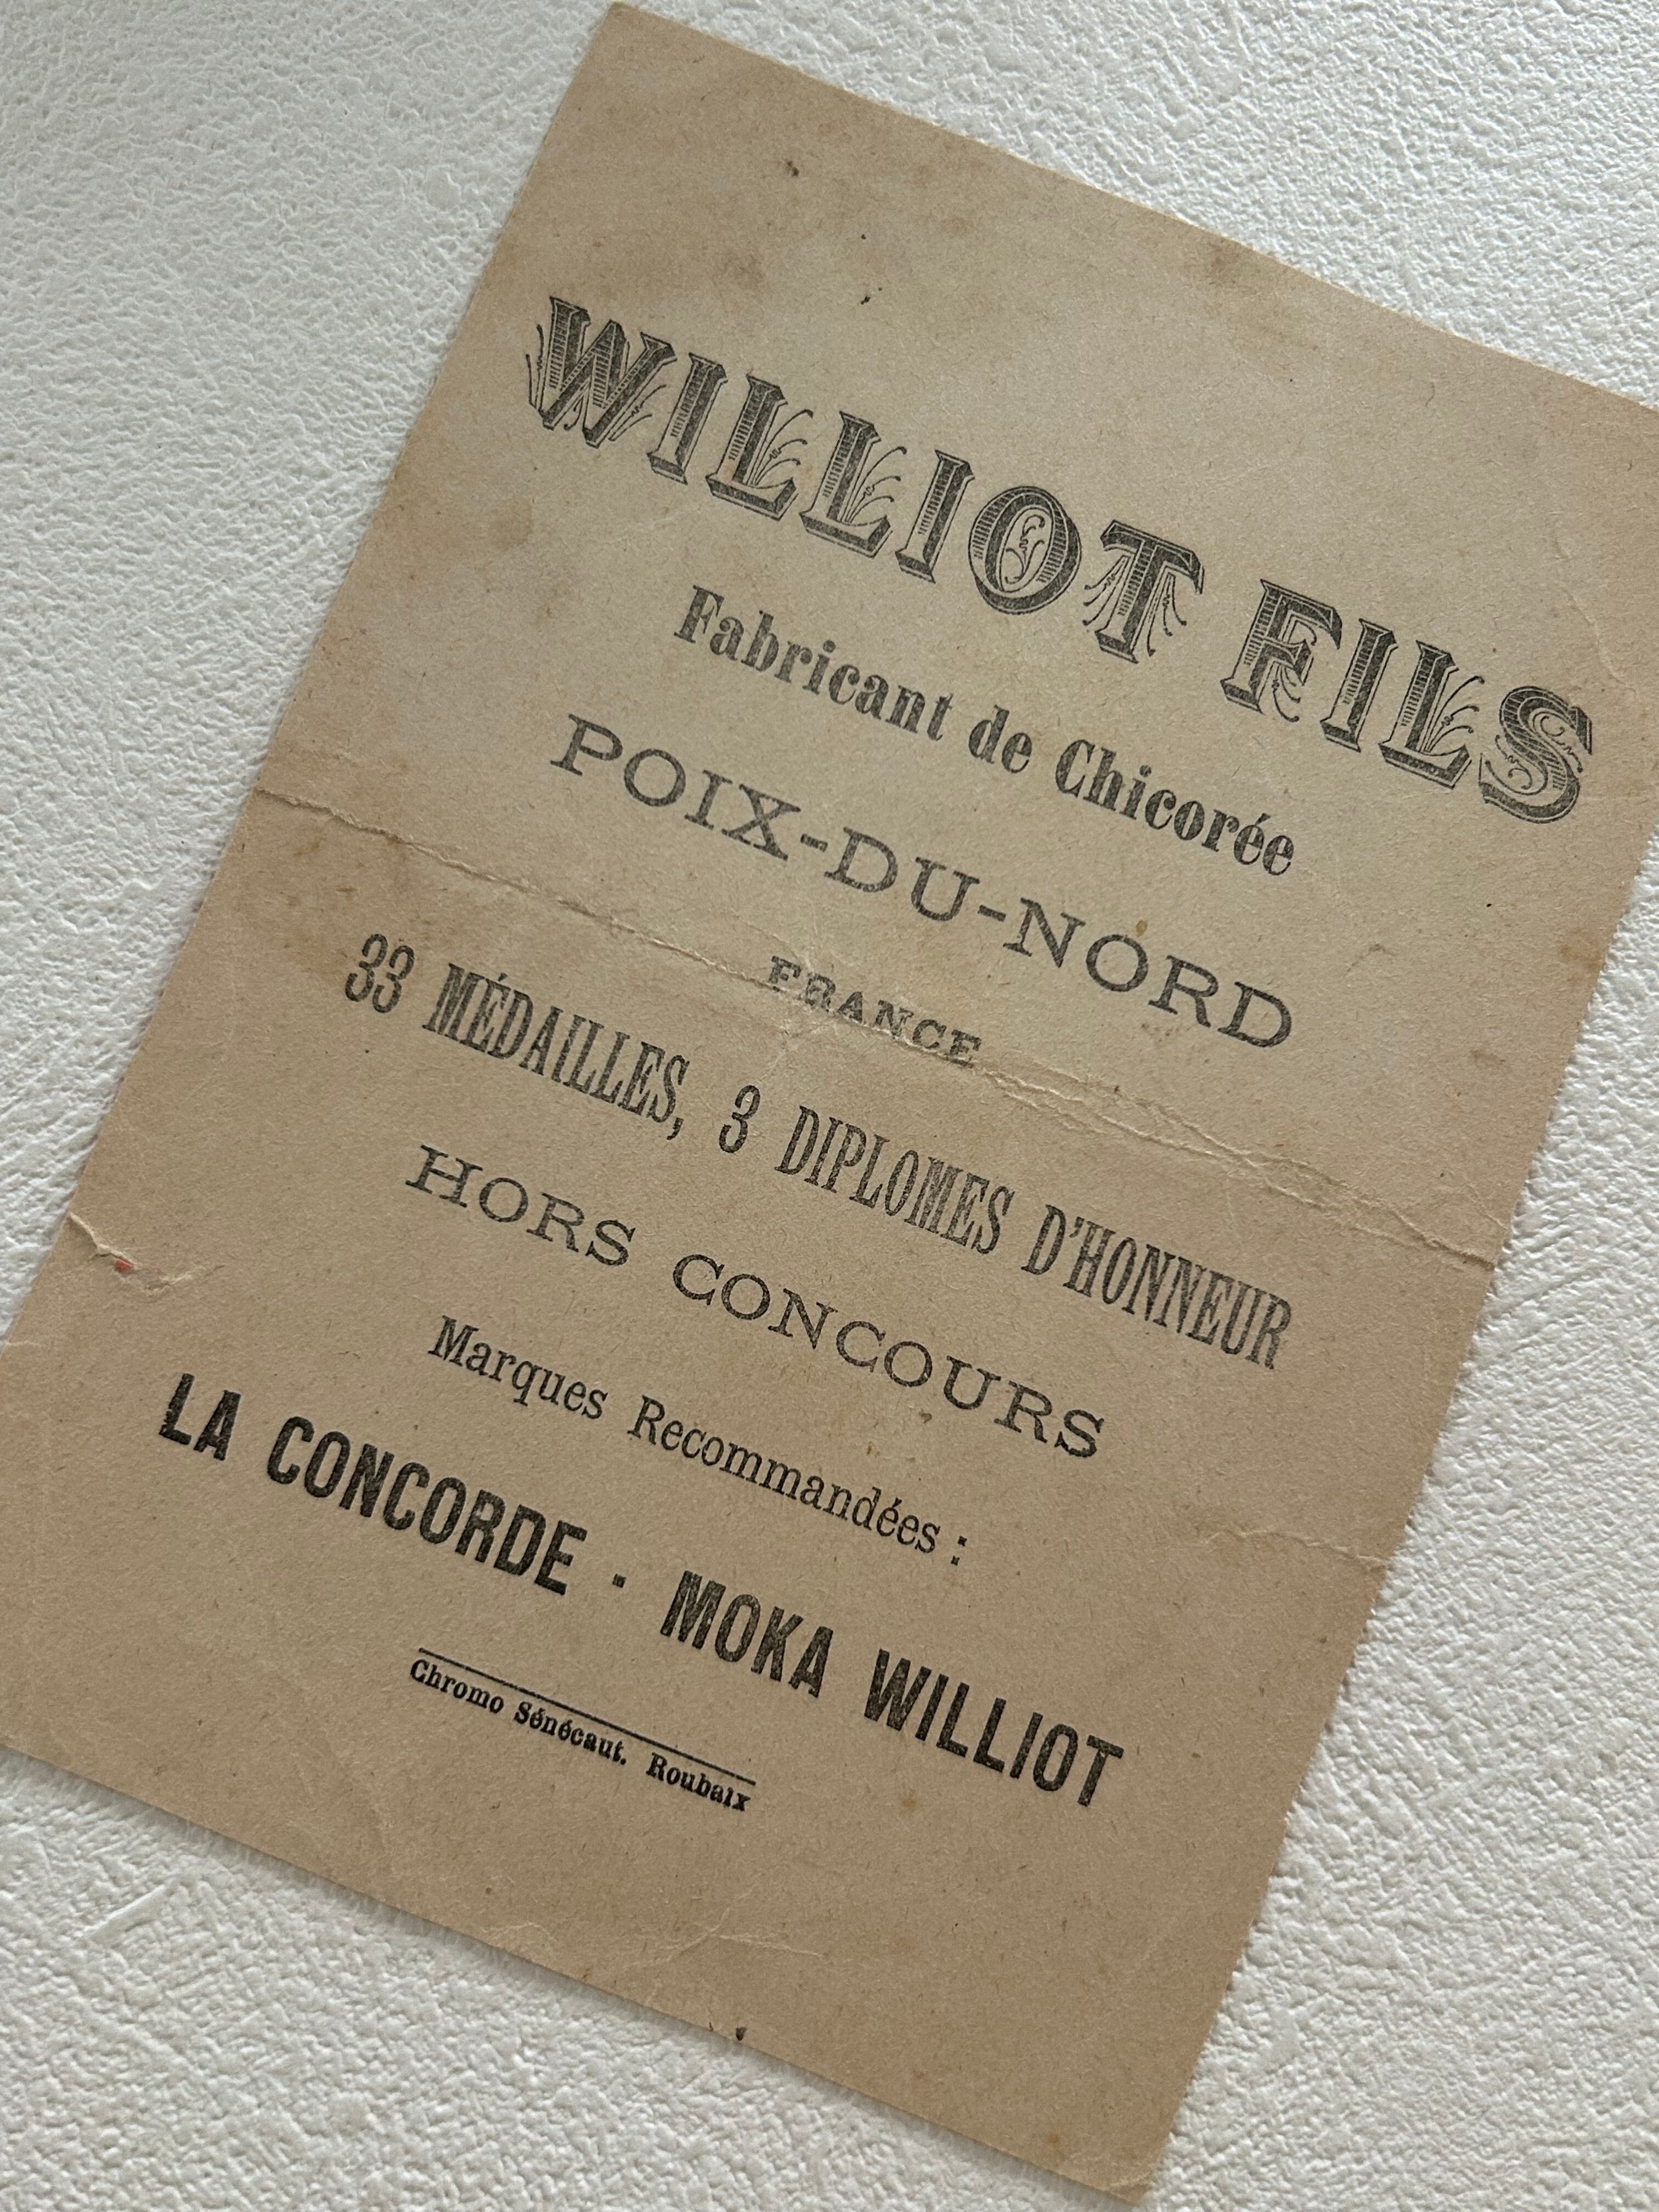 WILLIOT FILS
Fabricant de Chicorée
POIX-DU-NORD
FRANCE
33 MÉDAILLES, 3 DIPLOMES D'HONNEUR
HORS CONCOURS
Marques Recommandées :
LA CONCORDE - MOKA WILLIOT
Chromo Sénécaut. Roubaix